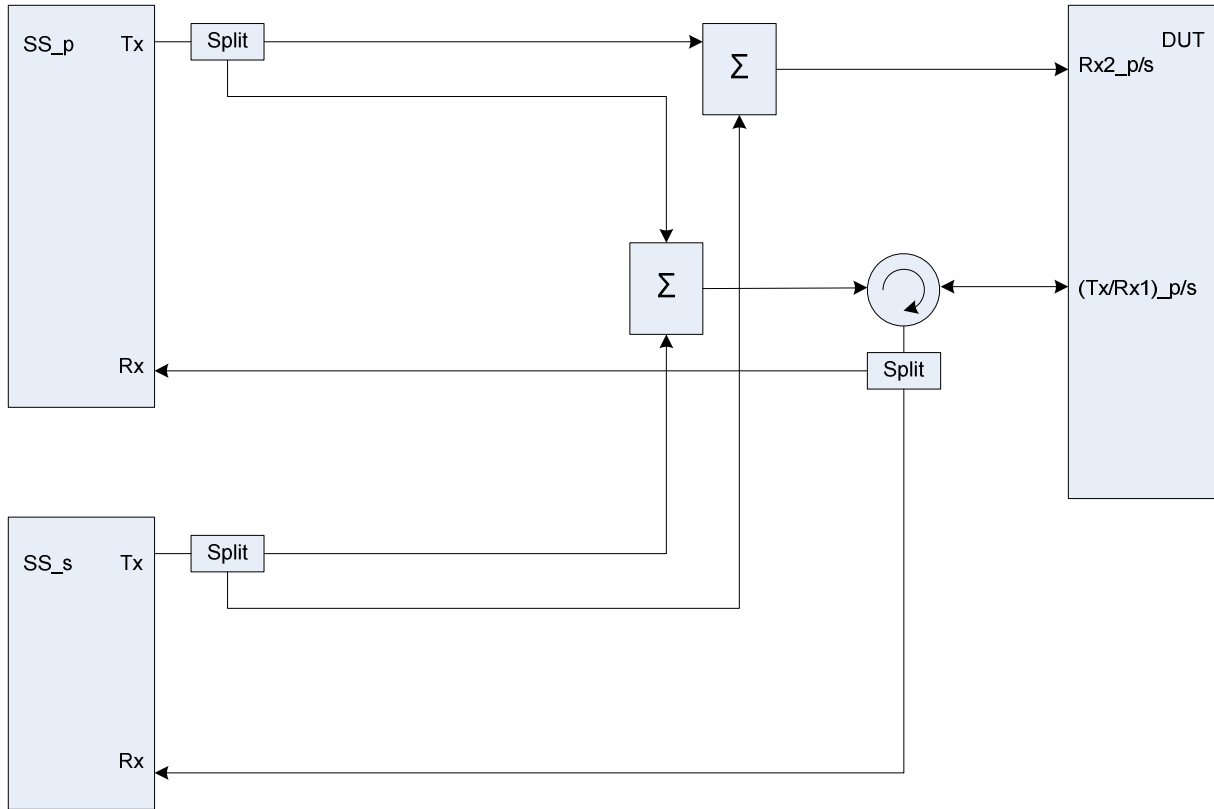 SS_p
Tx
Split
Σ
DUT
Rx2_p/s
Σ
(Tx/Rx1)_p/s
Rx
Split
SS_s
Tx
Split
Rx